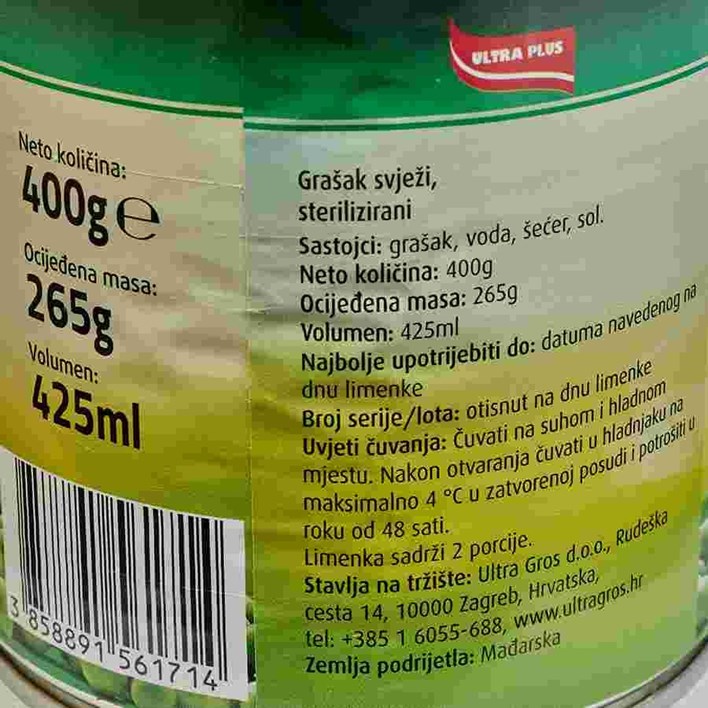 ULTRA PLUS
Neto količina:
400g e
Ocijeđena masa:
265g
Volumen:
425ml
3 858891 561714
Grašak svježi,
sterilizirani
Sastojci: grašak, voda, šećer, sol.
Neto količina: 400g
Ocijeđena masa: 265g
Volumen: 425ml
Najbolje upotrijebiti do: datuma navedenog na
dnu limenke
Broj serije/lota: otisnut na dnu limenke
Uvjeti čuvanja: Čuvati na suhom i hladnom
mjestu. Nakon otvaranja čuvati u hladnjaku na
maksimalno 4 °C u zatvorenoj posudi i potrošiti u
roku od 48 sati.
Limenka sadrži 2 porcije.
Stavlja na tržište: Ultra Gros d.o.o., Rudeška
cesta 14, 10000 Zagreb, Hrvatska,
tel: +385 1 6055-688, www.ultragros.hr
Zemlja podrijetla: Mađarska